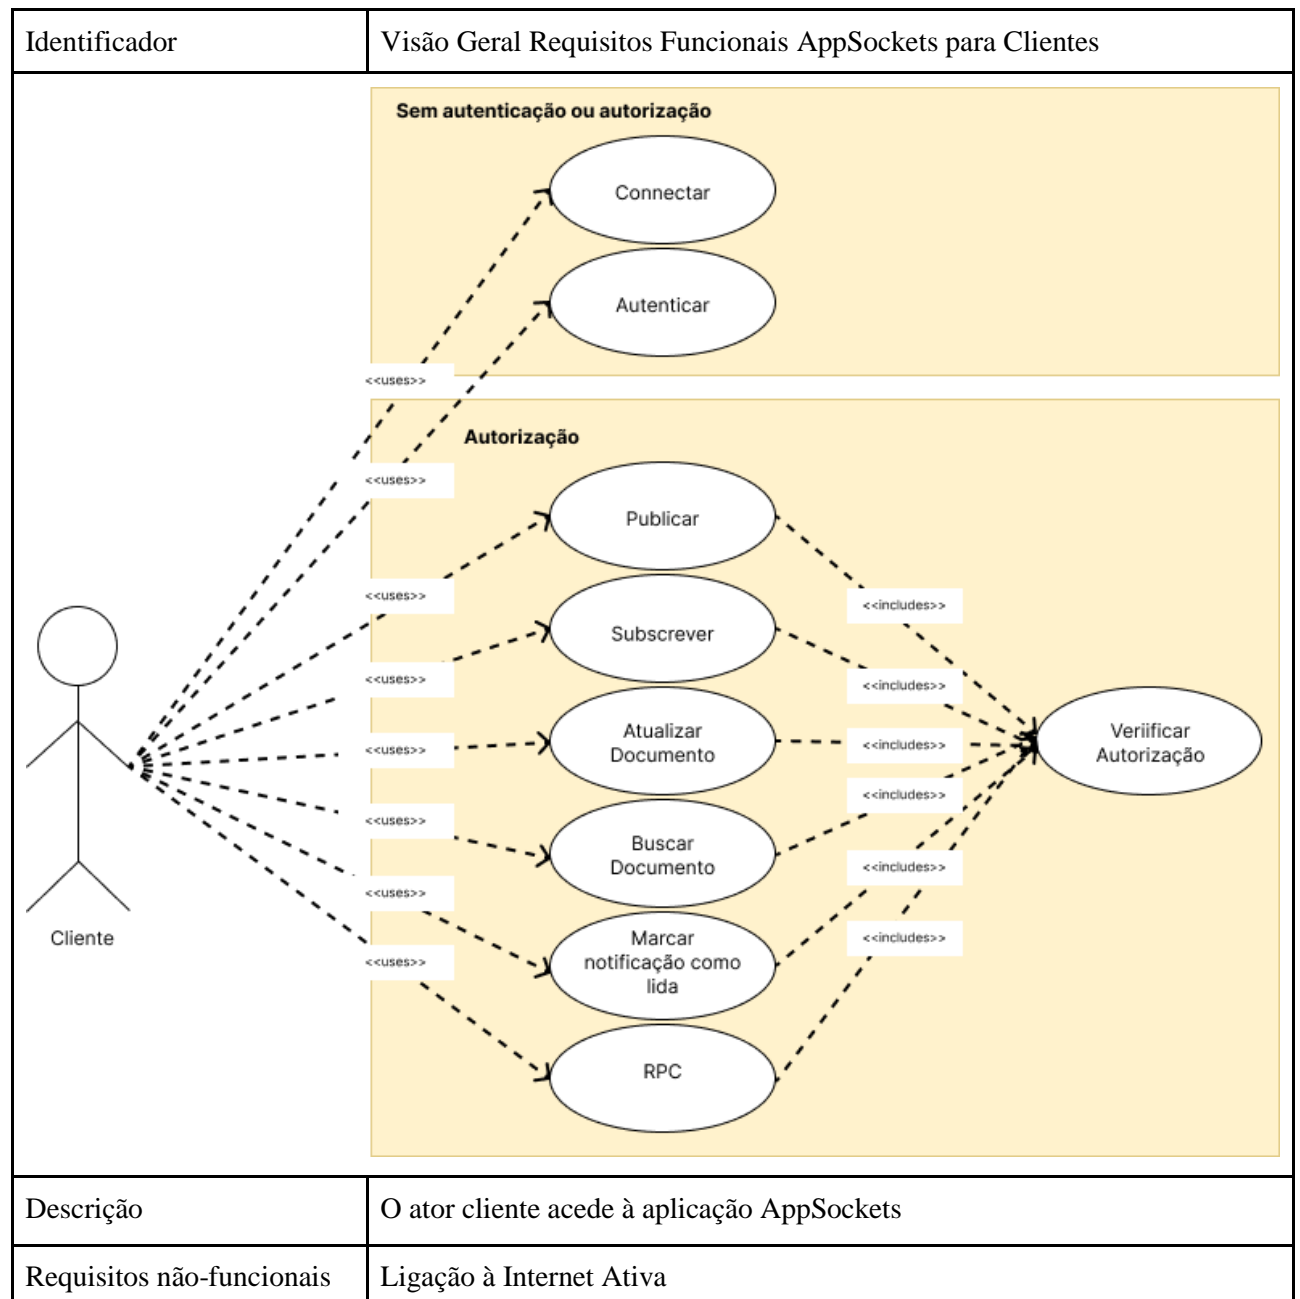 Identificador
Visão Geral Requisitos Funcionais AppSockets para Clientes
Sem autenticação ou autorização
Connectar
Autenticar
<<uses>>
<<uses>>
Autorização
Publicar
<<uses>>
<<includes>>
Subscrever
<<uses>>
<<includes>>
Atualizar
Documento
<<uses>>
<<includes>>
Veriificar
Autorização
<<includes>>
<<uses>>
Buscar
Documento
<<includes>>
<<uses>>
Marcar
notificação como
lida
<<includes>>
<<uses>>
RPC
Cliente
Descrição
O ator cliente acede à aplicação AppSockets
Requisitos não-funcionais
Ligação à Internet Ativa